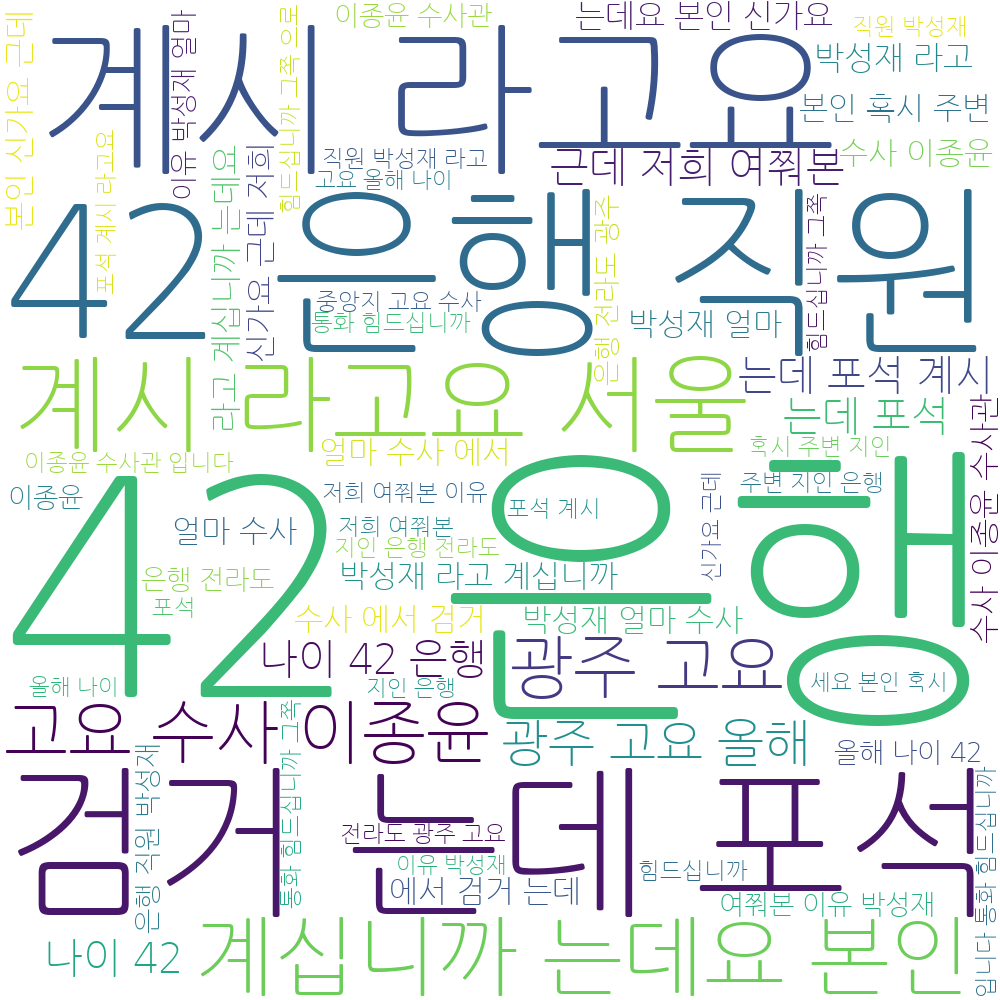 이종윤 수사관
는데요 본인 신가요
직원 박성재
계시 라고요
박성재 라고
본인 신가요 근데
이유 박성재 얼마
힘드십니까 그쪽 으로
본인 혹시 주변
포석 계시 라고요
직원 박성재 라고
고요 올해 나이
근데 저희 여쭤본
수사 이종윤
라고 계십니까 는데요
신가요 근데 저희
42 은행 직원
은행 전라도 광주
힘드십니까 그쪽
중앙지 고요 수사
통화 힘드십니까
박성재 얼마
계시 라고요 서울
는데 포석 계시
는데 포석
수사 이종윤 수사관
얼마 수사 에서
혹시 주변 지인
이종윤 수사관 입니다
이종윤
저희 여쭤본 이유
주변 지인 은행
42 은행
포석 계시
신가요 근데
얼마 수사
저희 여쭤본
지인 은행 전라도
은행 전라도
박성재 라고 계십니까
포석
수사 에서 검거
박성재 얼마 수사
나이 42 은행
광주 고요
올해 나이
지인 은행
세요 본인 혹시
고요 수사 이종윤
광주 고요 올해
올해 나이 42
은행 직원 박성재
통화 힘드십니까 그쪽
검거 는데 포석
입니다 통화 힘드십니까
전라도 광주 고요
이유 박성재
힘드십니까
에서 검거 는데
여쭤본 이유 박성재
나이 42
계십니까 는데요 본인